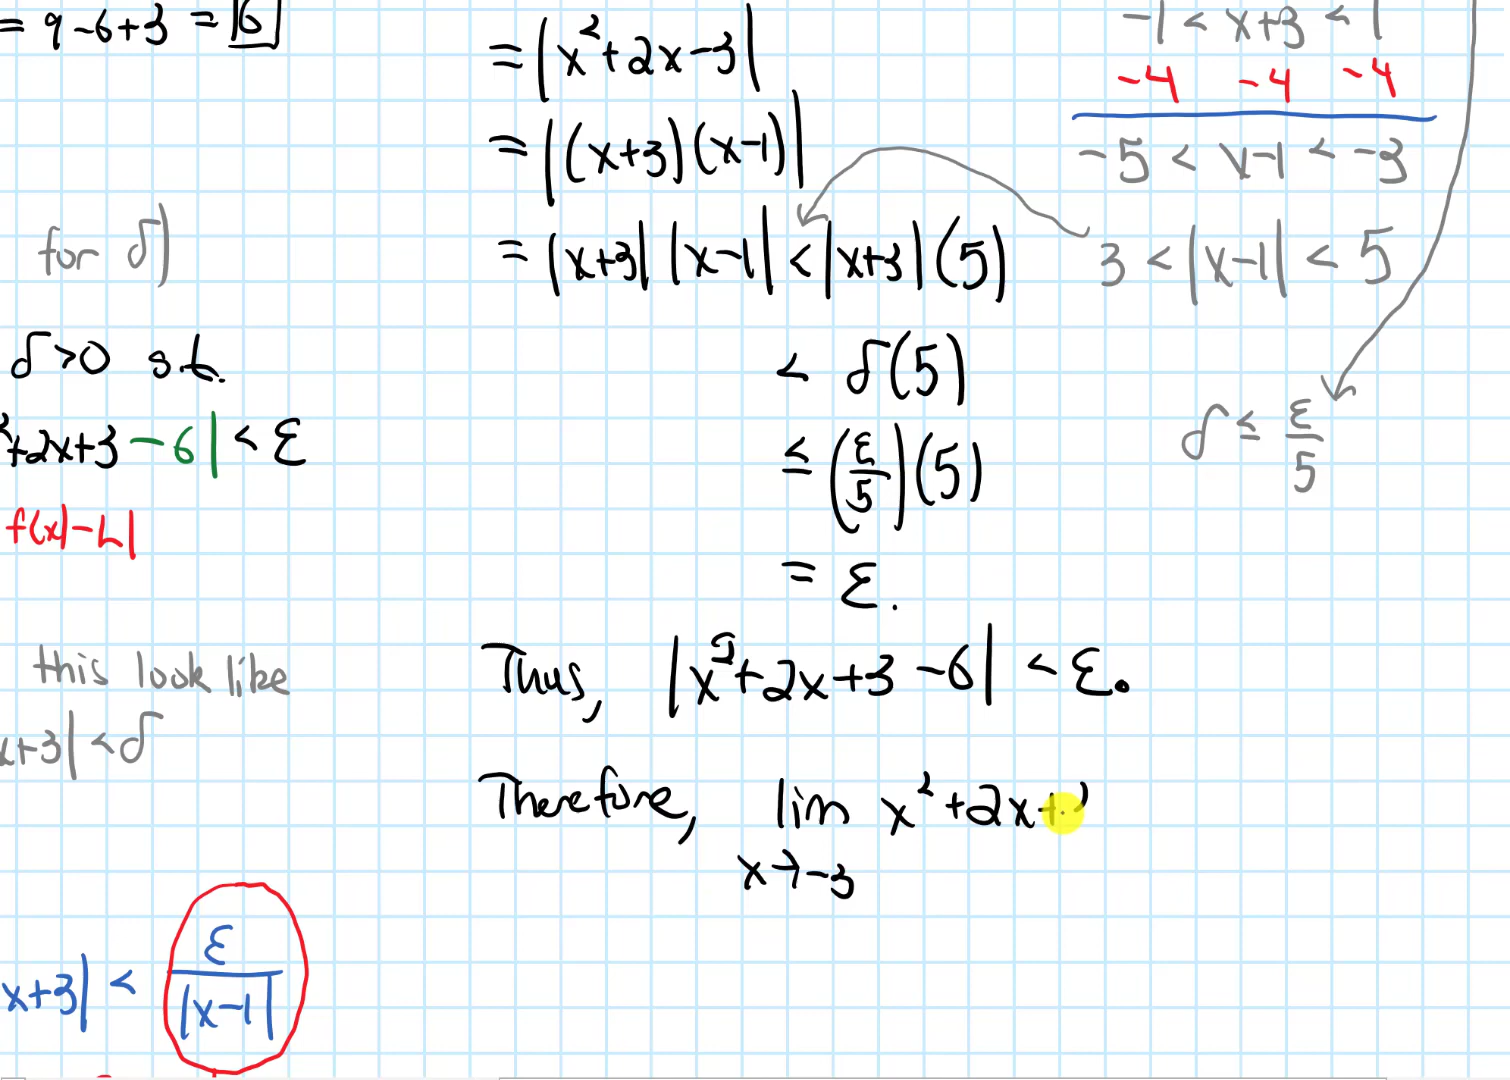 = 9-6+3 = 6
for δ)
δ>0 s.t.
²+2x+3-6| < ε
f(x)-L|
this look like
x+3| < δ
x+3| < ε/|x-1|
= |x²+2x-3|
= |(x+3)(x-1)|
= |x+3| |x-1| < |x+3| (5)
< δ(5)
≤ (ε/5)(5)
= ε.
Thus, |x²+2x+3-6| < ε.
Therefore, lim x²+2x+
x→-3
-1 < x+3 < 1
-4 -4 -4
-5 < x-1 < -3
3 < |x-1| < 5
δ ≤ ε/5